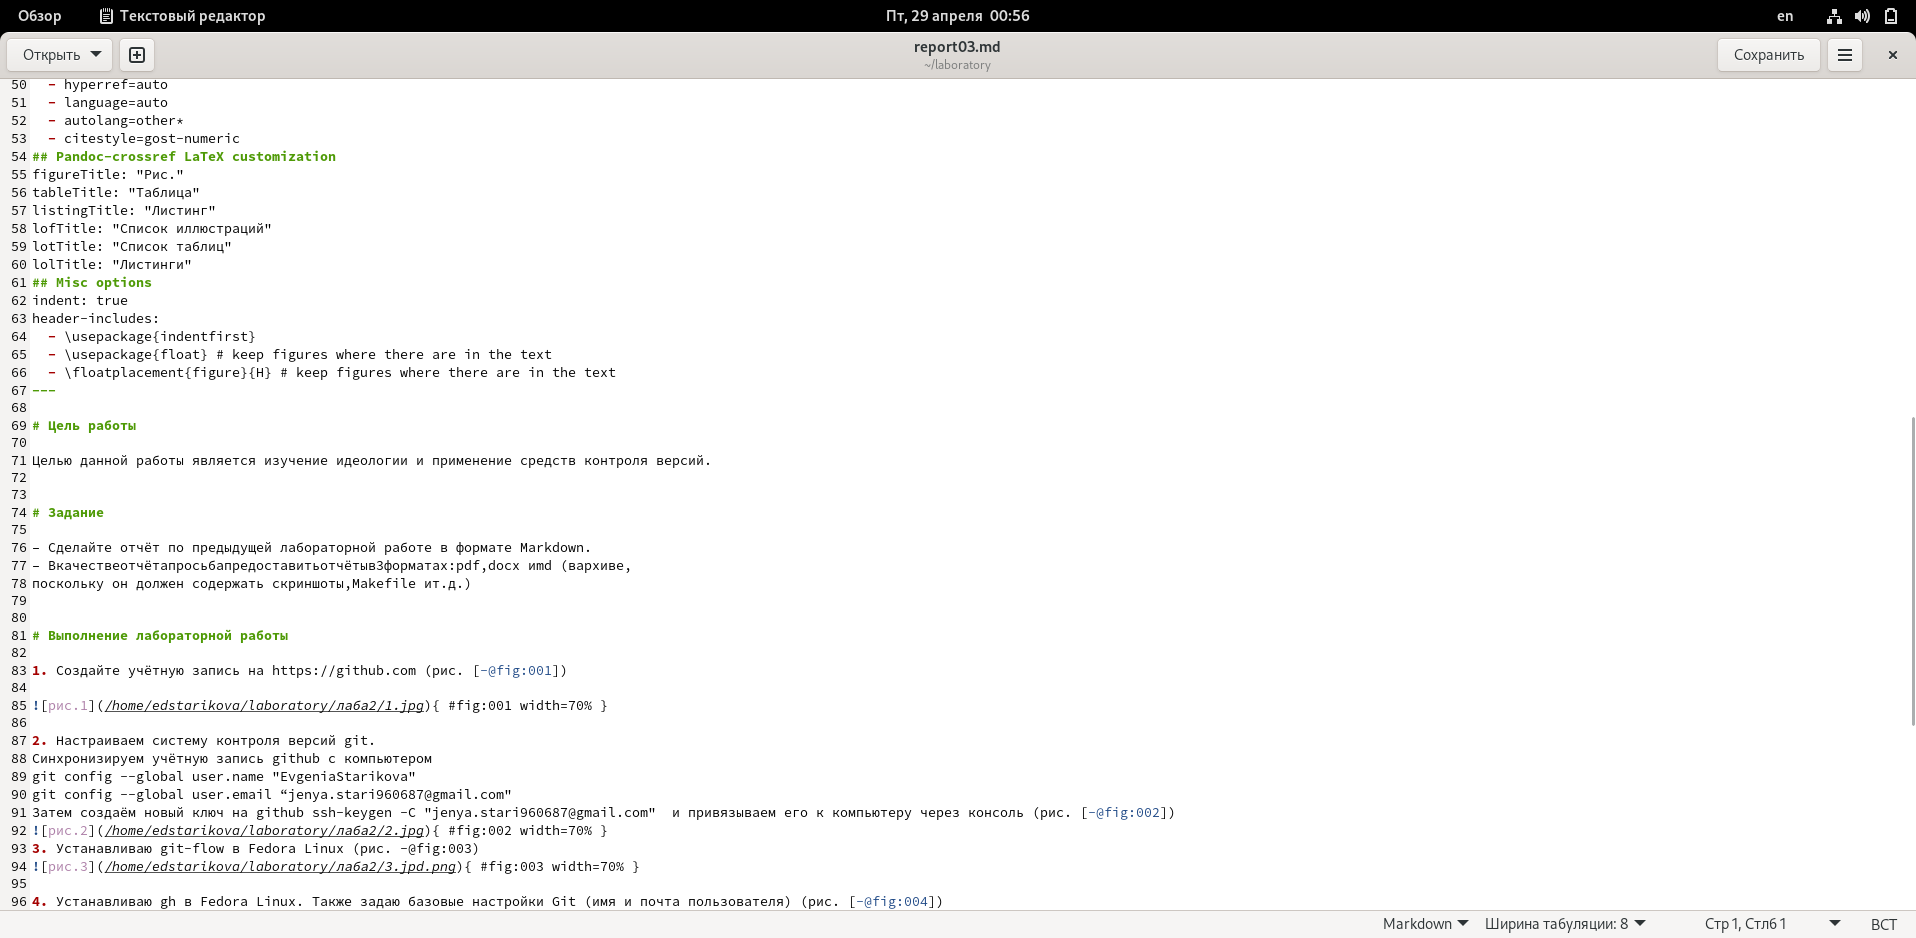 Обзор
Текстовый редактор
Пт, 29 апреля 00:56
en
Открыть
report03.md
~/laboratory
Сохранить
50   - hyperref=auto
51   - language=auto
52   - autolang=other*
53   - citestyle=gost-numeric
54 ## Pandoc-crossref LaTeX customization
55 figureTitle: "Рис."
56 tableTitle: "Таблица"
57 listingTitle: "Листинг"
58 lofTitle: "Список иллюстраций"
59 lotTitle: "Список таблиц"
60 lolTitle: "Листинги"
61 ## Misc options
62 indent: true
63 header-includes:
64   - \usepackage{indentfirst}
65   - \usepackage{float} # keep figures where there are in the text
66   - \floatplacement{figure}{H} # keep figures where there are in the text
67 ---
68
69 # Цель работы
70
71 Целью данной работы является изучение идеологии и применение средств контроля версий.
72
73
74 # Задание
75
76 – Сделайте отчёт по предыдущей лабораторной работе в формате Markdown.
77 – Вкачествеотчётапросьбапредоставитьотчётыв3форматах:pdf,docx иmd (вархиве,
78 поскольку он должен содержать скриншоты,Makefile ит.д.)
79
80
81 # Выполнение лабораторной работы
82
83 1. Создайте учётную запись на https://github.com (рис. [-@fig:001])
84
85 ![рис.1](/home/edstarikova/laboratory/лаба2/1.jpg){ #fig:001 width=70% }
86
87 2. Настраиваем систему контроля версий git.
88 Синхронизируем учётную запись github с компьютером
89 git config --global user.name "EvgeniaStarikova"
90 git config --global user.email “jenya.stari960687@gmail.com"
91 Затем создаём новый ключ на github ssh-keygen -C "jenya.stari960687@gmail.com"  и привязываем его к компьютеру через консоль (рис. [-@fig:002])
92 ![рис.2](/home/edstarikova/laboratory/лаба2/2.jpg){ #fig:002 width=70% }
93 3. Устанавливаю git-flow в Fedora Linux (рис. -@fig:003)
94 ![рис.3](/home/edstarikova/laboratory/лаба2/3.jpd.png){ #fig:003 width=70% }
95
96 4. Устанавливаю gh в Fedora Linux. Также задаю базовые настройки Git (имя и почта пользователя) (рис. [-@fig:004])
Markdown
Ширина табуляции: 8
Стр 1, Стлб 1
ВСТ